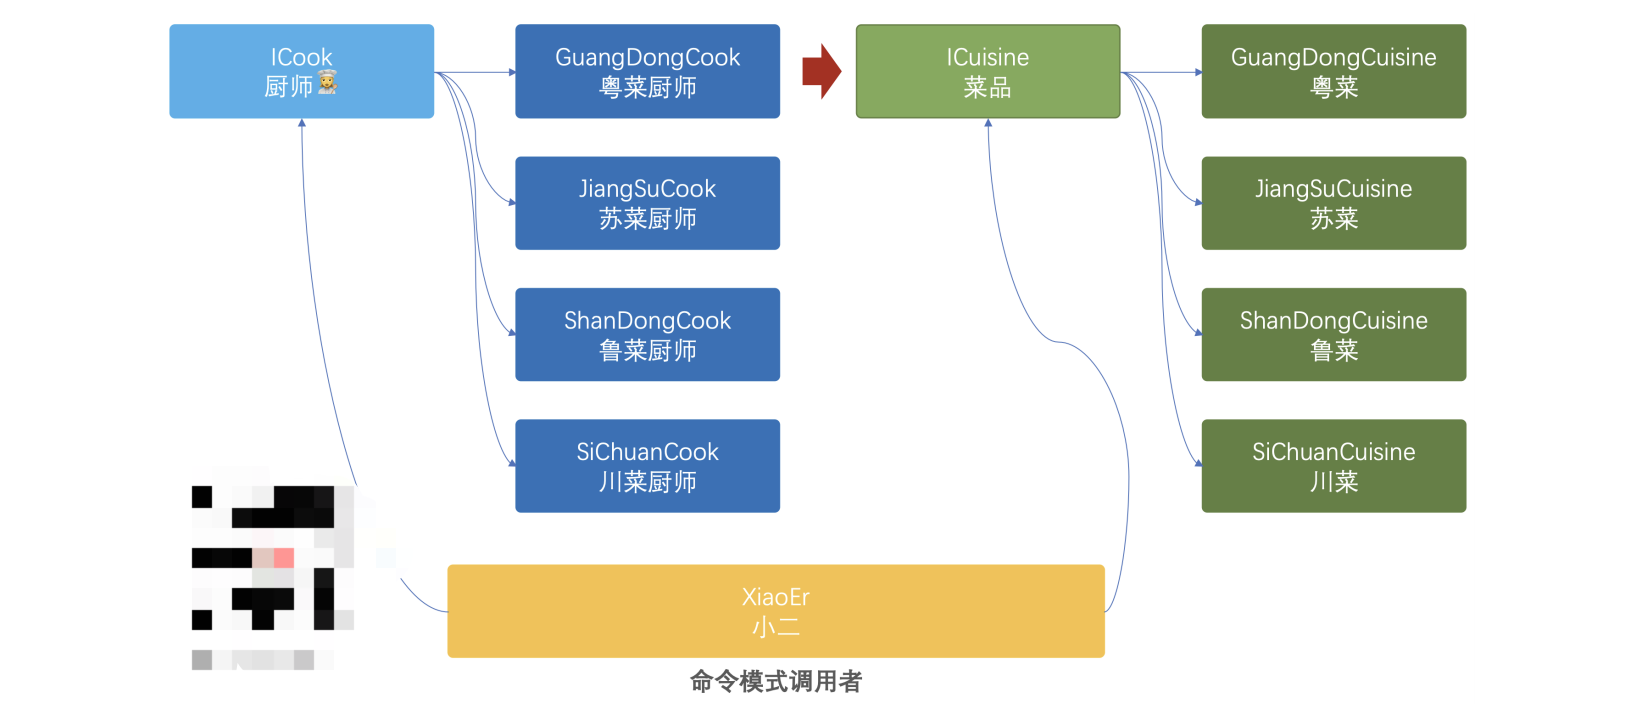 ICook
厨师
GuangDongCook
粤菜厨师
JiangSuCook
苏菜厨师
ShanDongCook
鲁菜厨师
SiChuanCook
川菜厨师
ICuisine
菜品
GuangDongCuisine
粤菜
JiangSuCuisine
苏菜
ShanDongCuisine
鲁菜
SiChuanCuisine
川菜
XiaoEr
小二
命令模式调用者